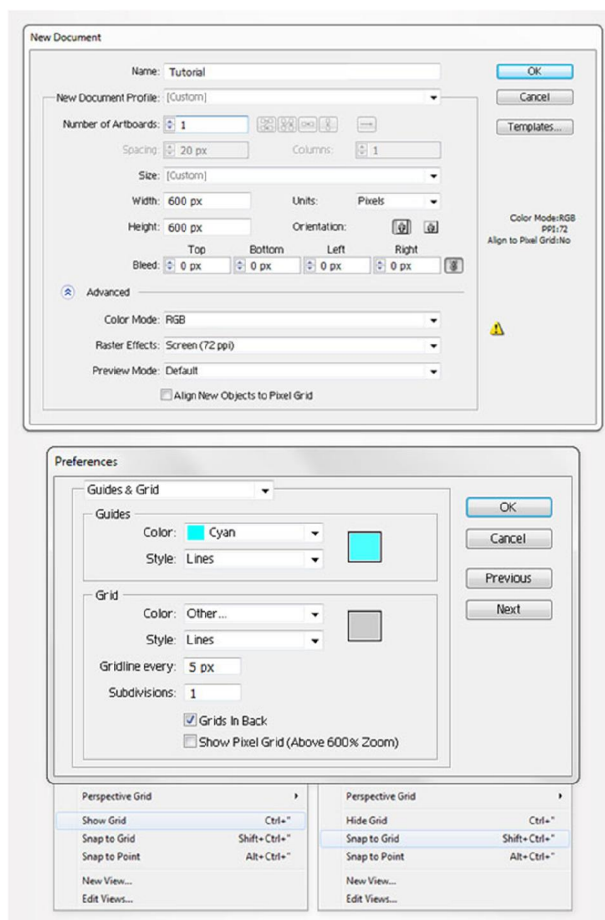 New Document
Name: Tutorial
OK
New Document Profile: [Custom]
Cancel
Number of Artboards: 1
Templates...
Spacing: 20 px Columns: 1
Size: [Custom]
Width: 600 px Units: Pixels
Height: 600 px Orientation:
Color Mode:RGB
PPI:72
Align to Pixel Grid:No
Top Bottom Left Right
Bleed: 0 px 0 px 0 px 0 px
Advanced
Color Mode: RGB
Raster Effects: Screen (72 ppi)
Preview Mode: Default
Align New Objects to Pixel Grid
Preferences
Guides & Grid
OK
Guides
Color: Cyan
Cancel
Style: Lines
Previous
Grid
Next
Color: Other...
Style: Lines
Gridline every: 5 px
Subdivisions: 1
Grids In Back
Show Pixel Grid (Above 600% Zoom)
Perspective Grid
Show Grid Ctrl+"
Snap to Grid Shift+Ctrl+"
Snap to Point Alt+Ctrl+"
New View...
Edit Views...
Perspective Grid
Hide Grid Ctrl+"
Snap to Grid Shift+Ctrl+"
Snap to Point Alt+Ctrl+"
New View...
Edit Views...